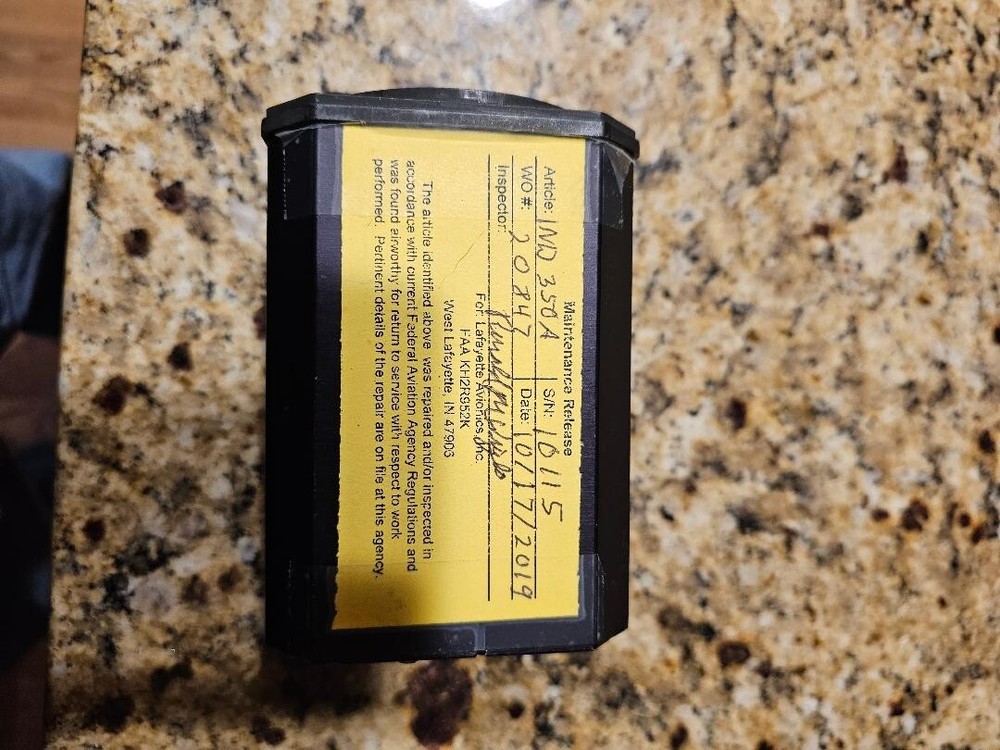 Maintenance Release
Article: IND 350A S/N: 10115
WO #: 20847 Date: 10/17/2019
Inspector:
For: Lafayette Avionics Inc.
FAA KH2R952K
West Lafayette, IN 47906
The article identified above was repaired and/or inspected in
accordance with current Federal Aviation Agency Regulations and
was found airworthy for return to service with respect to work
performed. Pertinent details of the repair are on file at this agency.